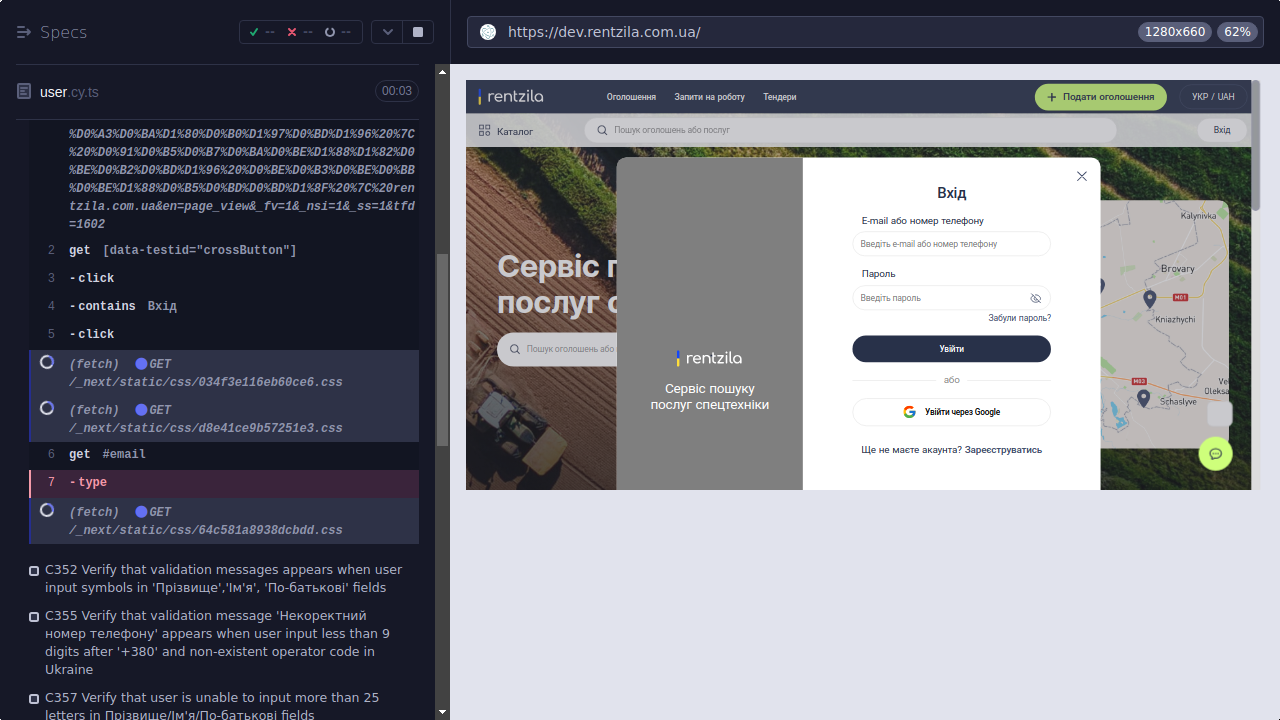 Specs
--
--
--
user.cy.ts
00:03
%D0%A3%D0%BA%D1%80%D0%B0%D1%97%D0%BD%D1%96%20%7C
%20%D0%91%D0%B5%D0%B7%D0%BA%D0%BE%D1%88%D1%82%D0
%BE%D0%B2%D0%BD%D1%96%20%D0%BE%D0%B3%D0%BE%D0%BB
%D0%BE%D1%88%D0%B5%D0%BD%D0%BD%D1%8F%20%7C%20ren
tzila.com.ua&en=page_view&_fv=1&_nsi=1&_ss=1&tfd
=1602
2 get [data-testid="crossButton"]
3 -click
4 -contains Вхід
5 -click
(fetch) GET
/_next/static/css/034f3e116eb60ce6.css
(fetch) GET
/_next/static/css/d8e41ce9b57251e3.css
6 get #email
7 -type
(fetch) GET
/_next/static/css/64c581a8938dcbdd.css
C352 Verify that validation messages appears when user
input symbols in 'Прізвище','Ім'я', 'По-батькові' fields
C355 Verify that validation message 'Некоректний
номер телефону' appears when user input less than 9
digits after '+380' and non-existent operator code in
Ukraine
C357 Verify that user is unable to input more than 25
letters in Прізвище/Ім'я/По-батькові fields
https://dev.rentzila.com.ua/
1280x660
62%
rentzila
Оголошення
Запити на роботу
Тендери
Подати оголошення
УКР / UAH
Каталог
Пошук оголошень або послуг
Вхід
Сервіс п
послуг с
Пошук оголошень або
rentzila
Сервіс пошуку
послуг спецтехніки
Вхід
E-mail або номер телефону
Введіть e-mail або номер телефону
Пароль
Введіть пароль
Забули пароль?
Увійти
або
Увійти через Google
Ще не маєте акаунта? Зареєструватись
Kalynivka
Brovary
M01
Kniazhychi
M03
Vel
Oleksa
Schaslyve